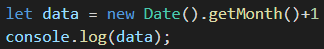 let data = new Date().getMonth()+1
console.log(data);